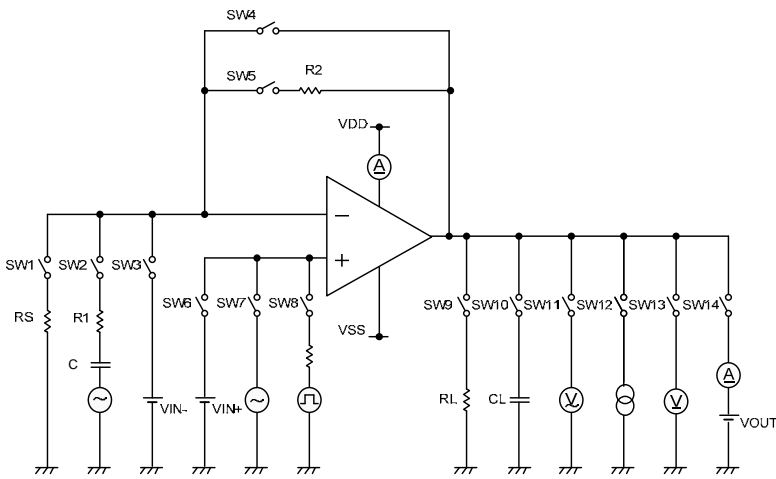 SW4
SW5
R2
VDD
A
−
+
SW1
SW2
SW3
SW6
SW7
SW8
VSS
SW9
SW10
SW11
SW12
SW13
SW14
RS
R1
C
VIN-
VIN+
RL
CL
V
V
A
VOUT